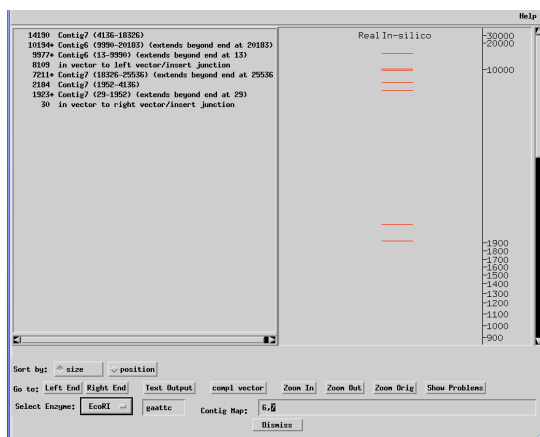 Help
14190 Contig7 (4136-18326)
10194+ Contig6 (9990-20183) (extends beyond end at 20183)
9977+ Contig6 (13-9990) (extends beyond end at 13)
8109 in vector to left vector/insert junction
7211+ Contig7 (18326-25536) (extends beyond end at 25536
2184 Contig7 (1952-4136)
1923+ Contig7 (29-1952) (extends beyond end at 29)
30 in vector to right vector/insert junction
Real In-silico
30000
20000
10000
1900
1800
1700
1600
1500
1400
1300
1200
1100
1000
900
Sort by: size position
Go to: Left End Right End Text Output compl vector Zoom In Zoom Out Zoom Orig Show Problems
Select Enzyme: EcoRI gaattc Contig Map: 6,7
Dismiss